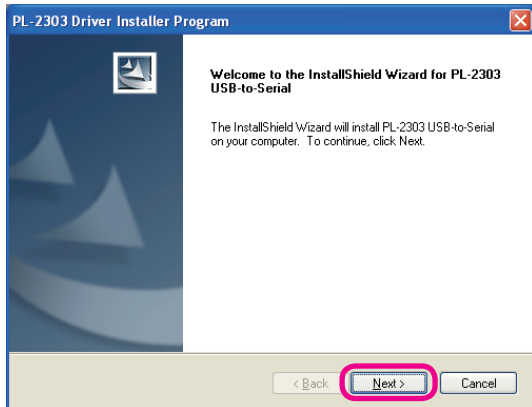 PL-2303 Driver Installer Program
Welcome to the InstallShield Wizard for PL-2303
USB-to-Serial
The InstallShield Wizard will install PL-2303 USB-to-Serial
on your computer. To continue, click Next.
< Back
Next >
Cancel